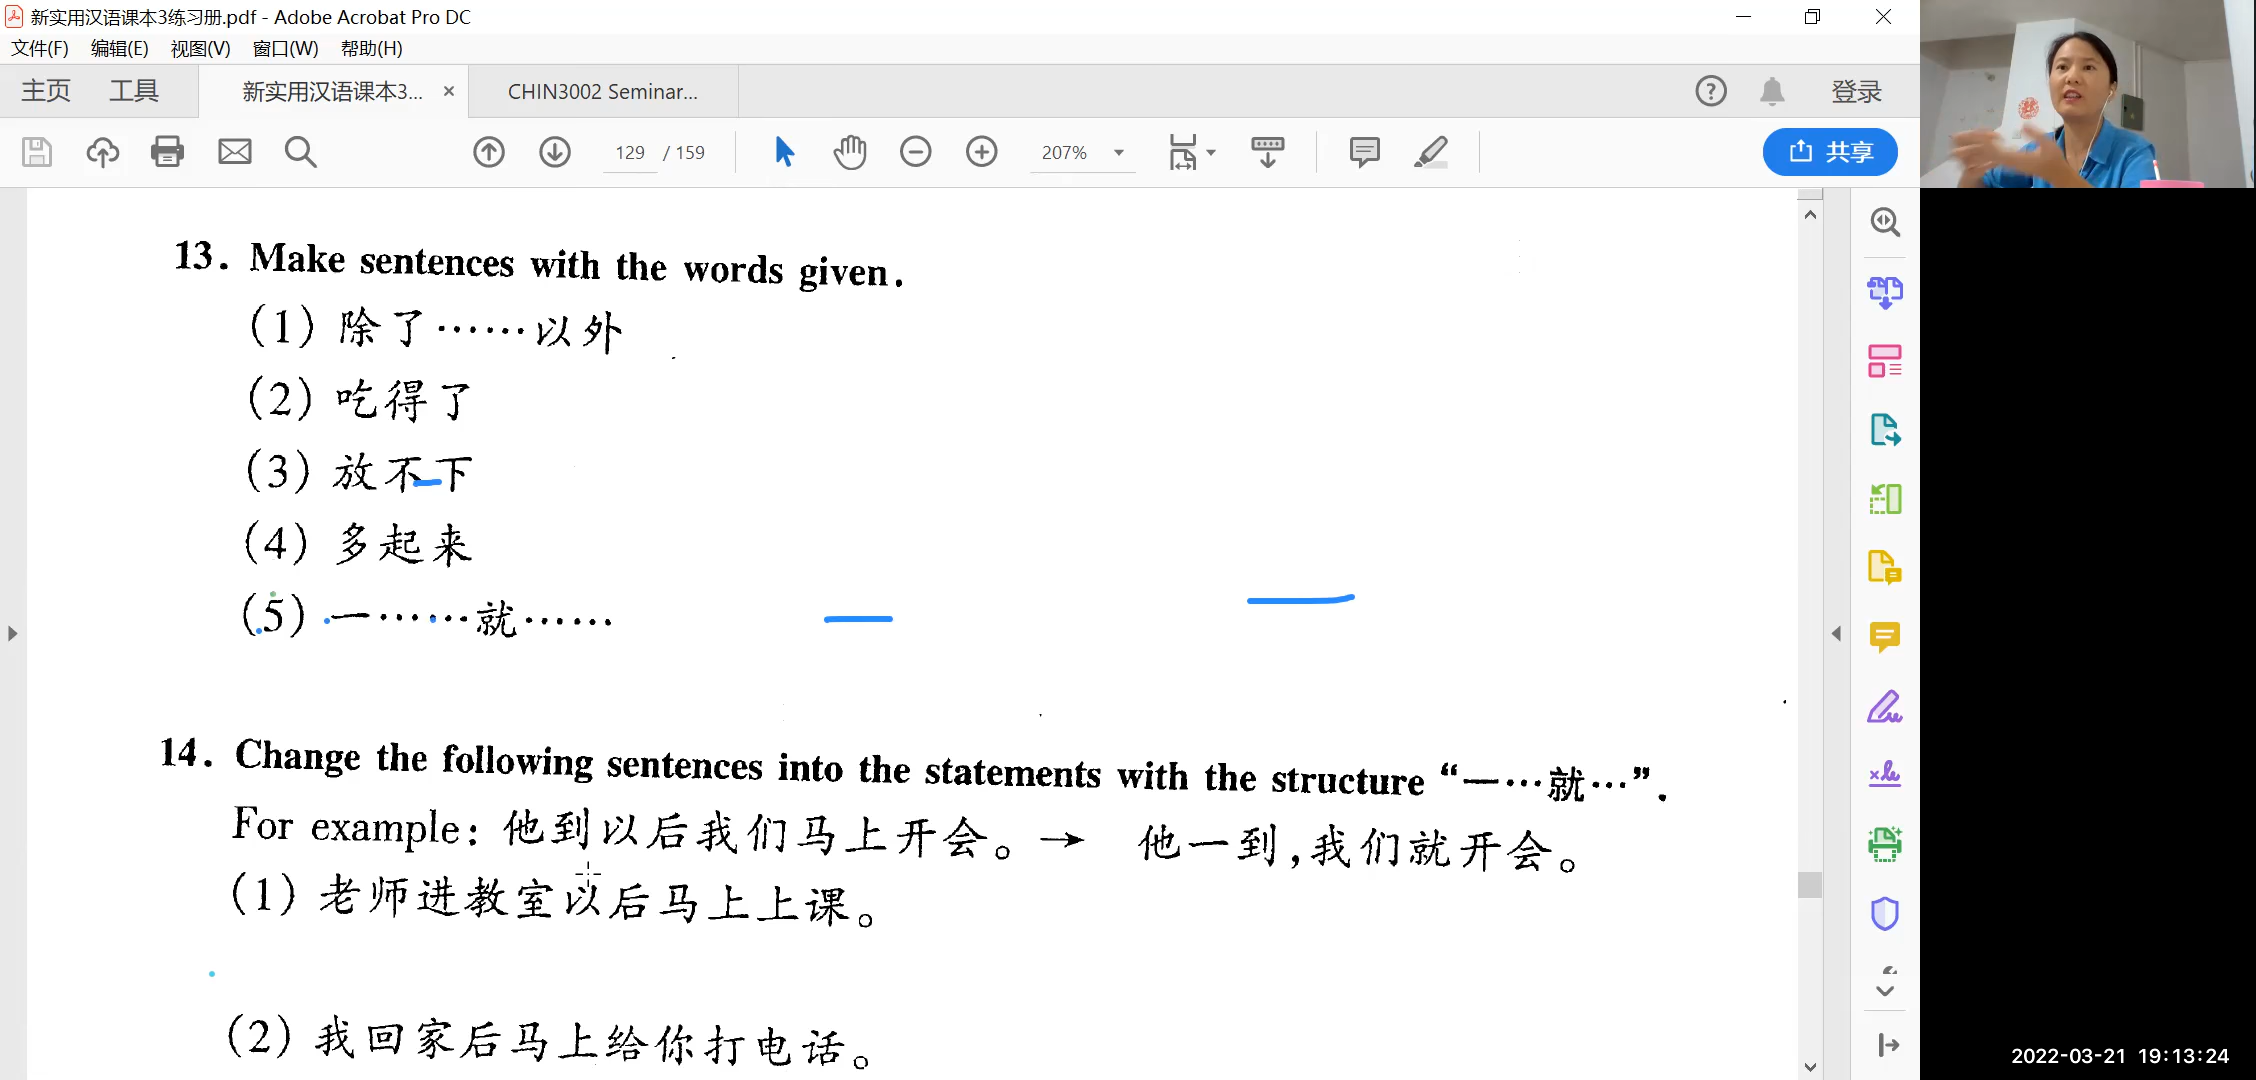 新实用汉语课本3练习册.pdf - Adobe Acrobat Pro DC
文件(F) 编辑(E) 视图(V) 窗口(W) 帮助(H)
主页 工具 新实用汉语课本3... × CHIN3002 Seminar... 登录
129 / 159 207% 共享
13. Make sentences with the words given.
(1) 除了……以外
(2) 吃得了
(3) 放不下
(4) 多起来
(5) 一……就……
14. Change the following sentences into the statements with the structure “一…就…”.
For example: 他到以后我们马上开会。→ 他一到,我们就开会。
(1) 老师进教室以后马上上课。
(2) 我回家后马上给你打电话。
2022-03-21 19:13:24